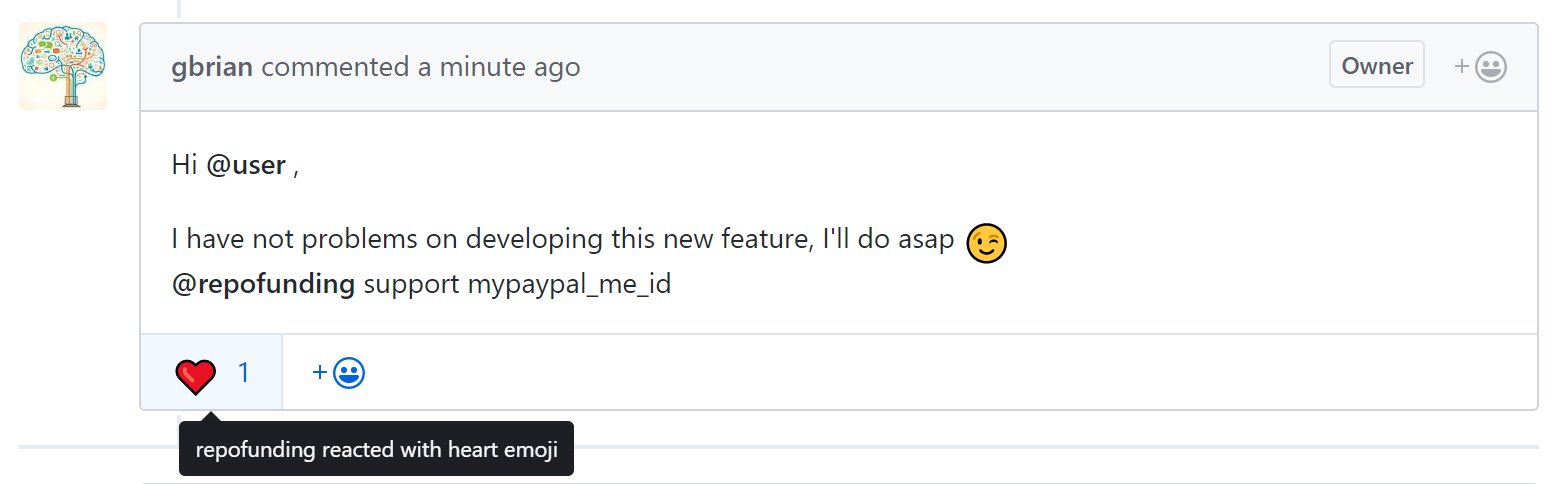 gbrian commented a minute ago
Owner
Hi @user ,
I have not problems on developing this new feature, I'll do asap
@repofunding support mypaypal_me_id
1
repofunding reacted with heart emoji